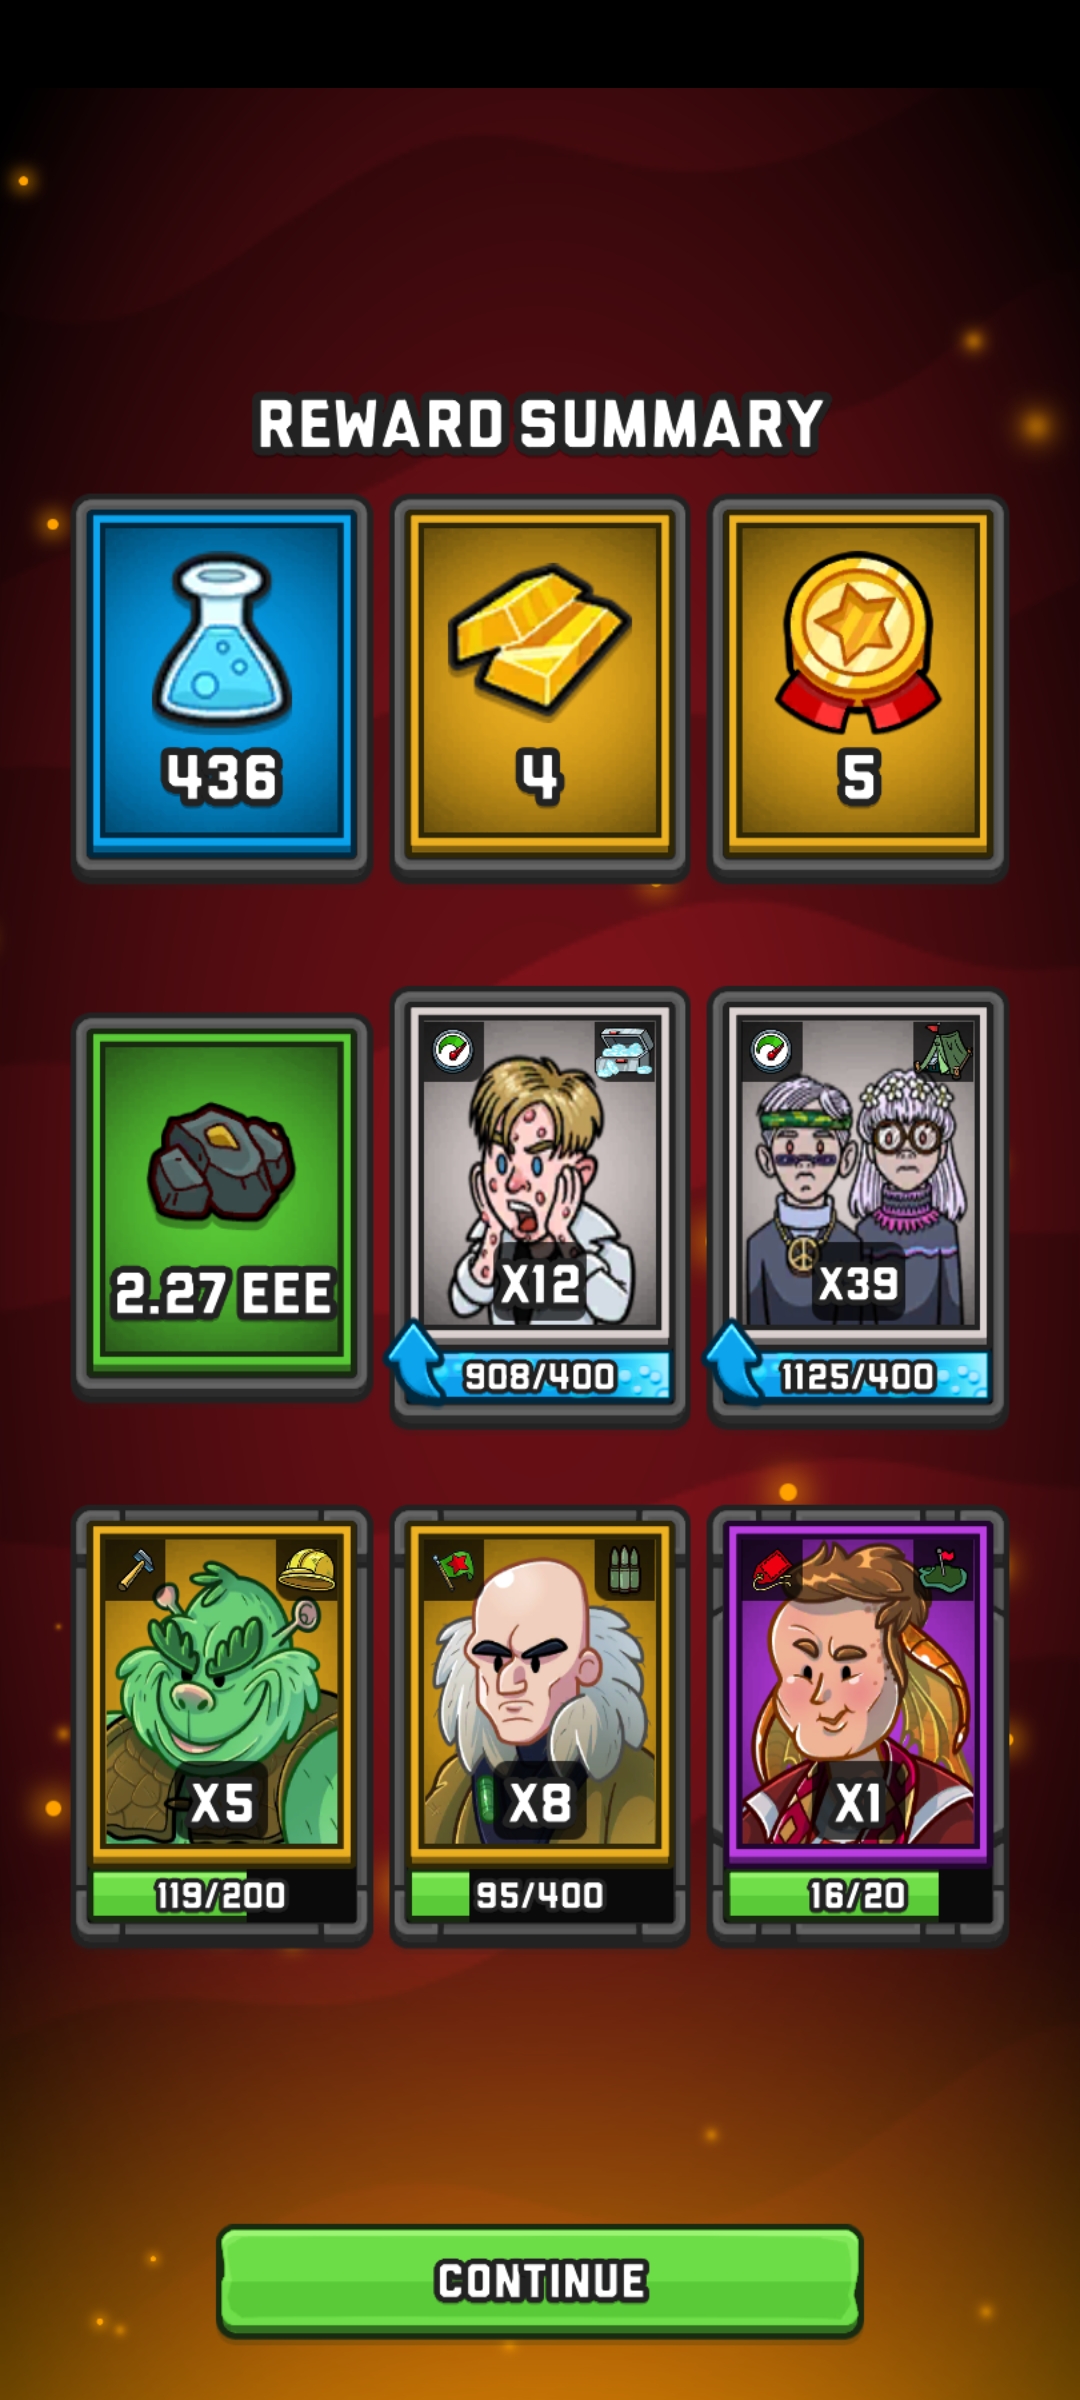 REWARD SUMMARY
436
4
5
2.27 EEE
X12
908/400
X39
1125/400
X5
119/200
X8
95/400
X1
16/20
CONTINUE